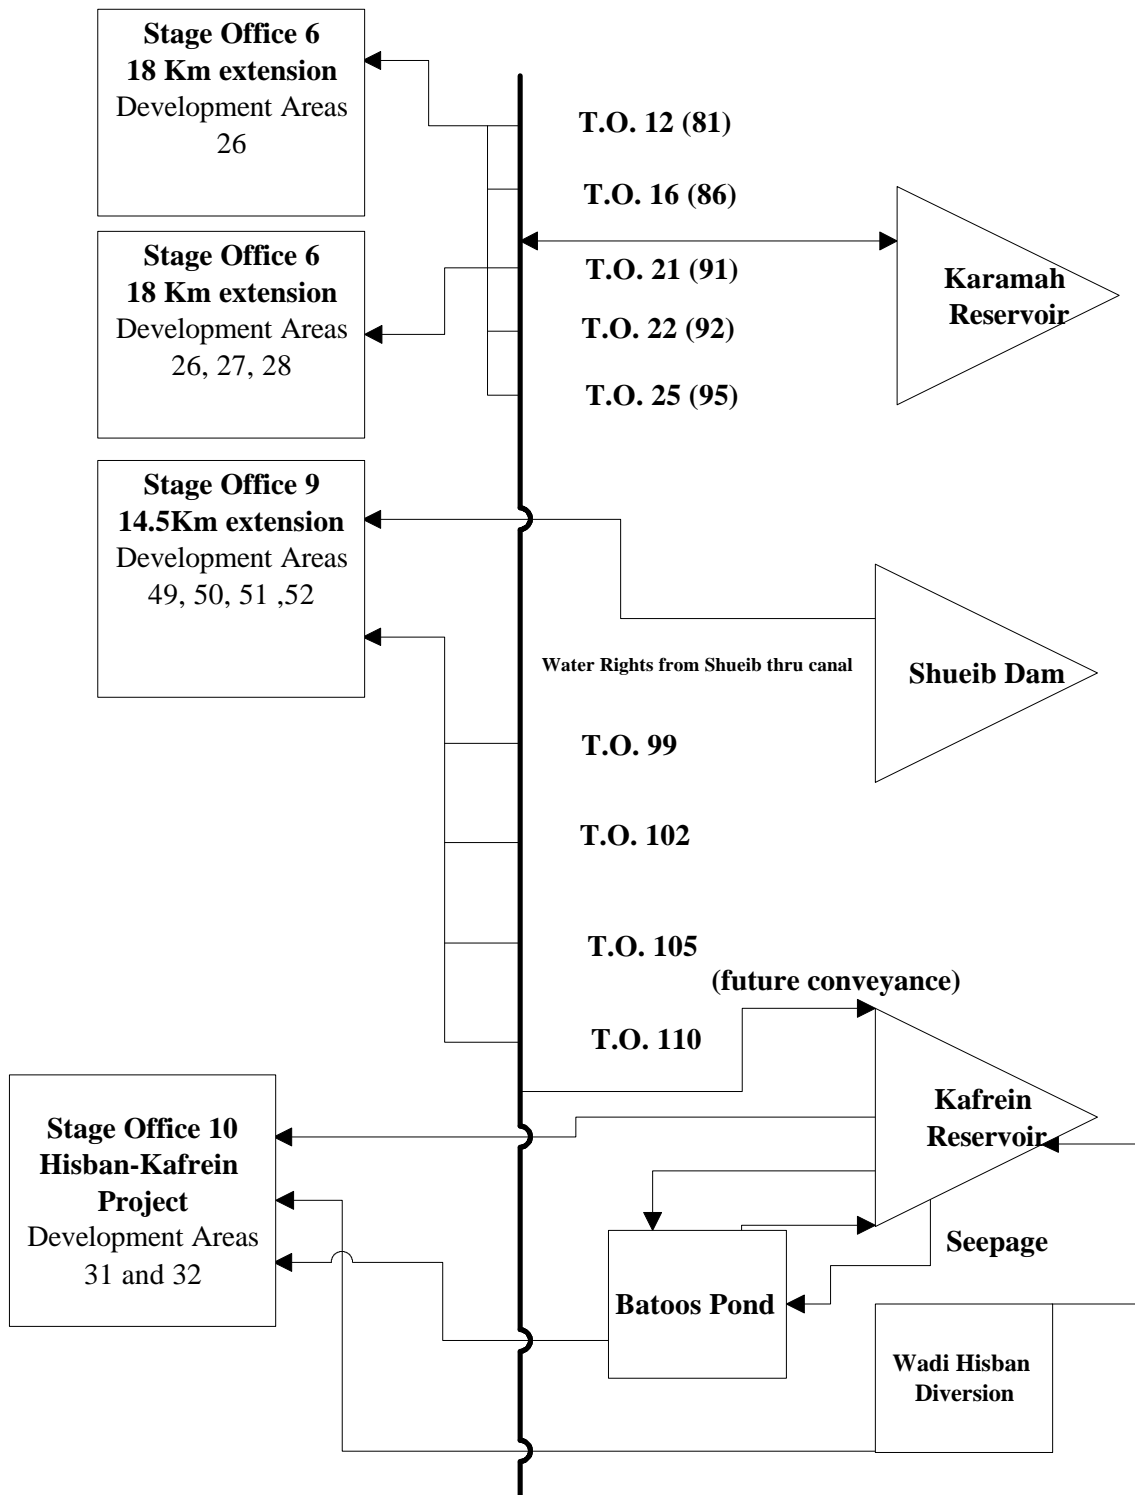 Stage Office 6
18 Km extension
Development Areas
26
T.O. 12 (81)
T.O. 16 (86)
Stage Office 6
18 Km extension
Development Areas
26, 27, 28
T.O. 21 (91)
T.O. 22 (92)
T.O. 25 (95)
Karamah
Reservoir
Stage Office 9
14.5Km extension
Development Areas
49, 50, 51 ,52
Water Rights from Shueib thru canal
Shueib Dam
T.O. 99
T.O. 102
T.O. 105
(future conveyance)
T.O. 110
Kafrein
Reservoir
Stage Office 10
Hisban-Kafrein
Project
Development Areas
31 and 32
Seepage
Batoos Pond
Wadi Hisban
Diversion